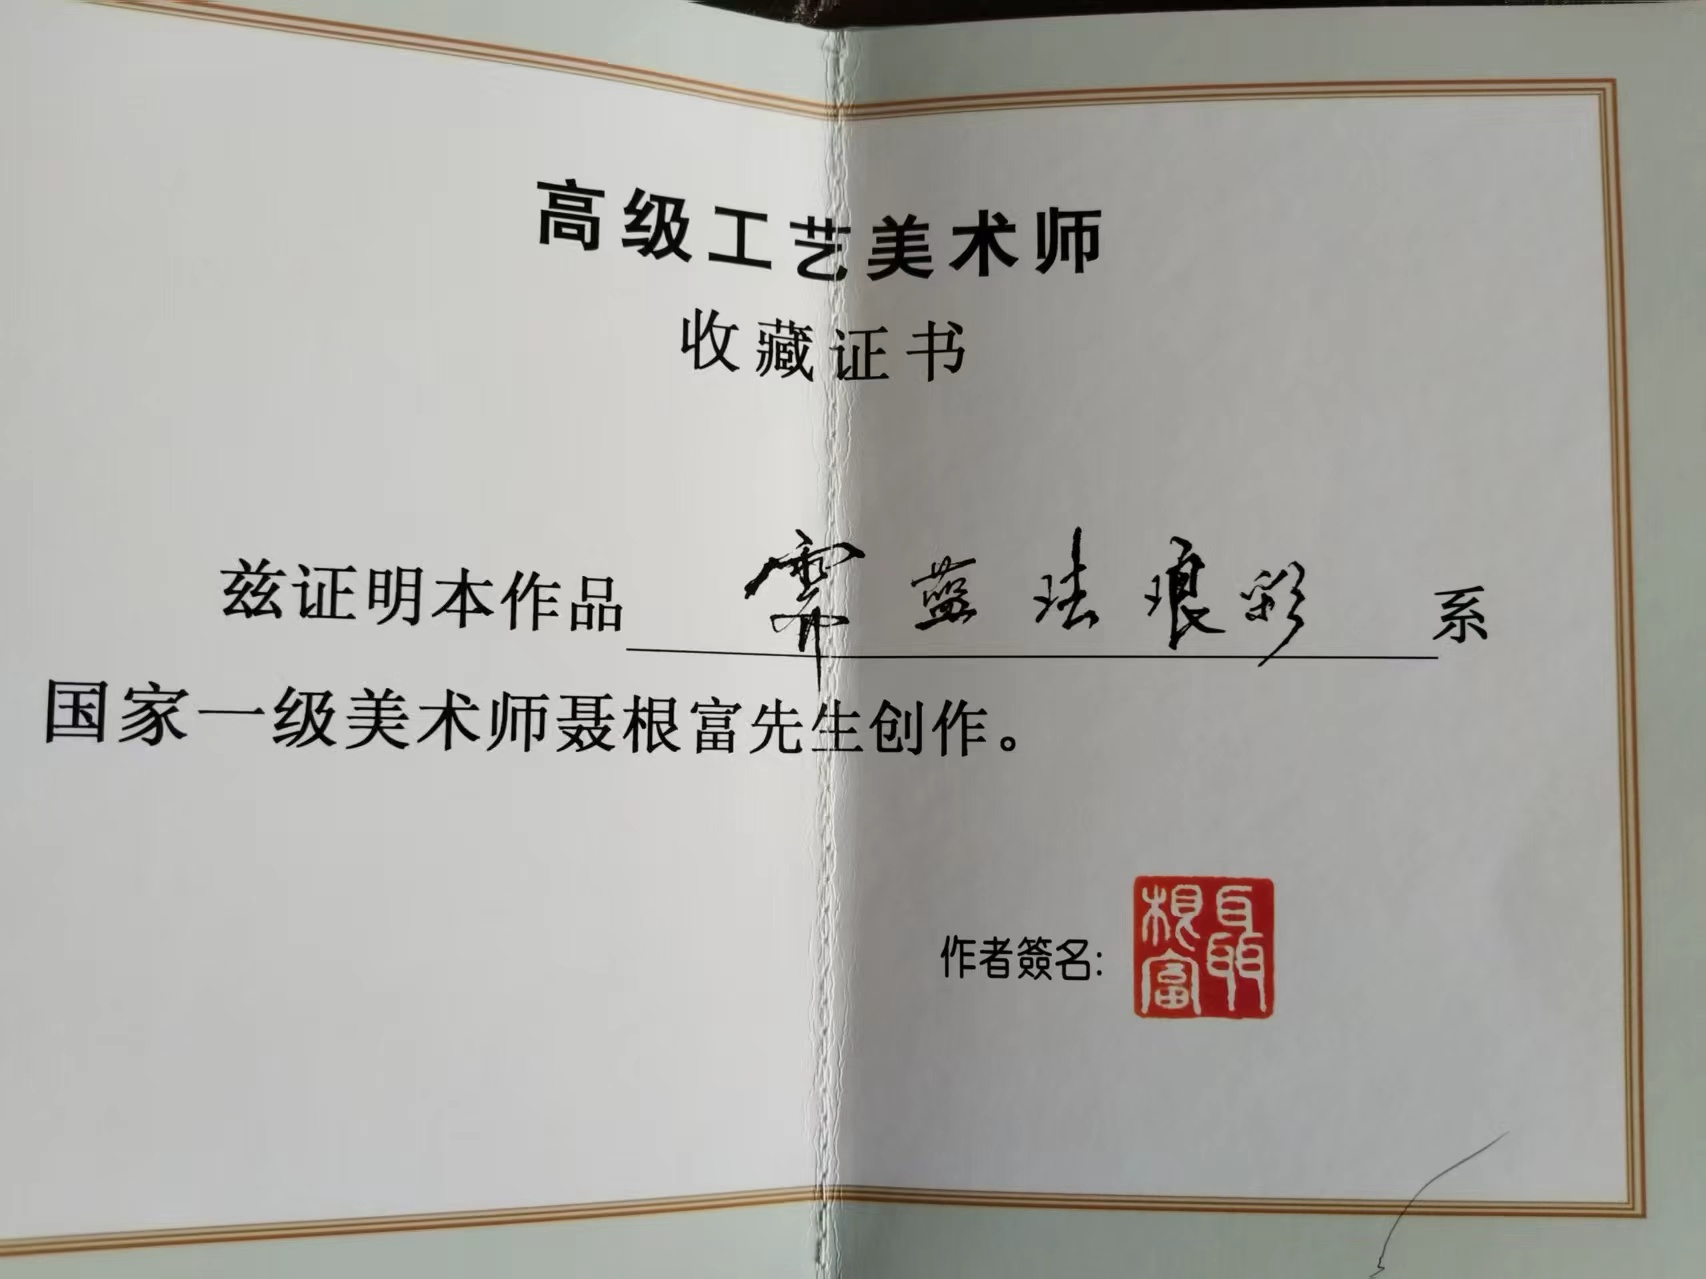 高级工艺美术师
收藏证书
兹证明本作品霁蓝珐琅彩系
国家一级美术师聂根富先生创作。
作者簽名:
聶根富